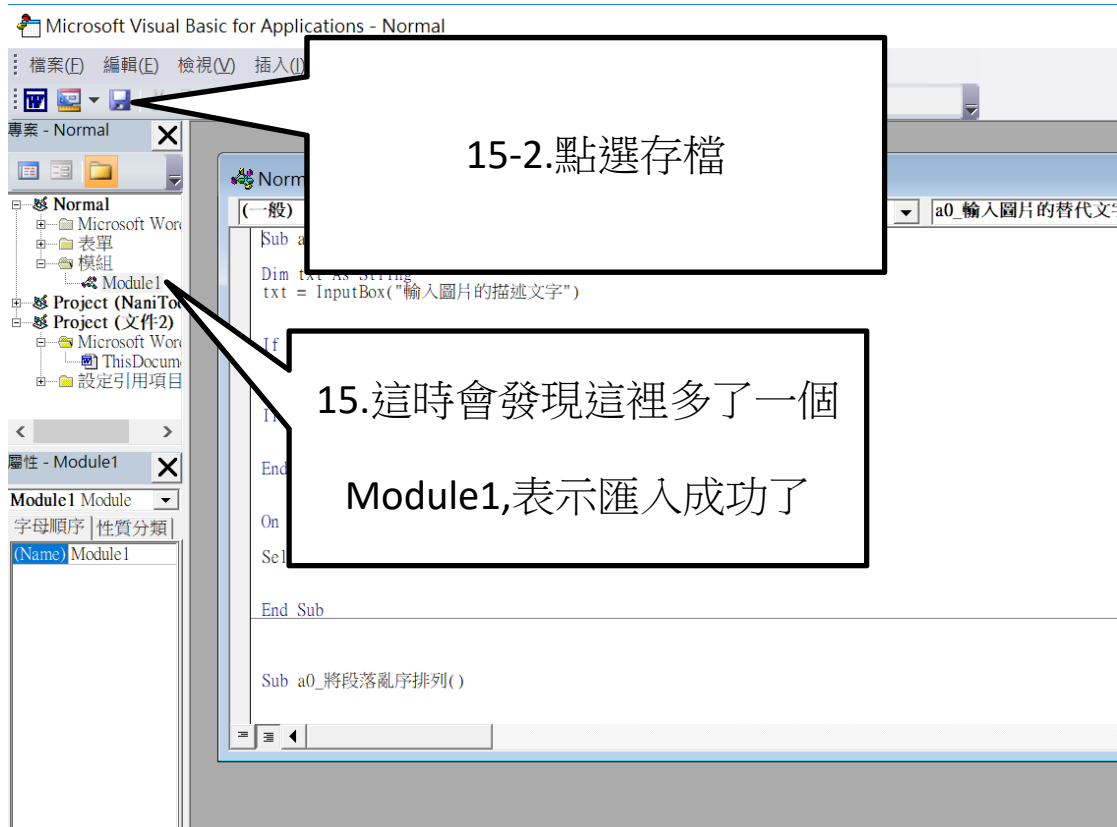 Microsoft Visual Basic for Applications - Normal
檔案(F) 編輯(E) 檢視(V) 插入(I)
15-2.點選存檔
專案 - Normal
Normal
Microsoft Wor
表單
模組
Module1
Project (NaniToo
Project (文件2)
Microsoft Wor
ThisDocum
設定引用項目
屬性 - Module1
Module1 Module
字母順序 性質分類
(Name) Module1
Norm
(一般) a0_輸入圖片的替代文字
Sub a
Dim txt As String
txt = InputBox("輸入圖片的描述文字")
If
15.這時會發現這裡多了一個
Module1,表示匯入成功了
End
On
Sel
End Sub
Sub a0_將段落亂序排列()